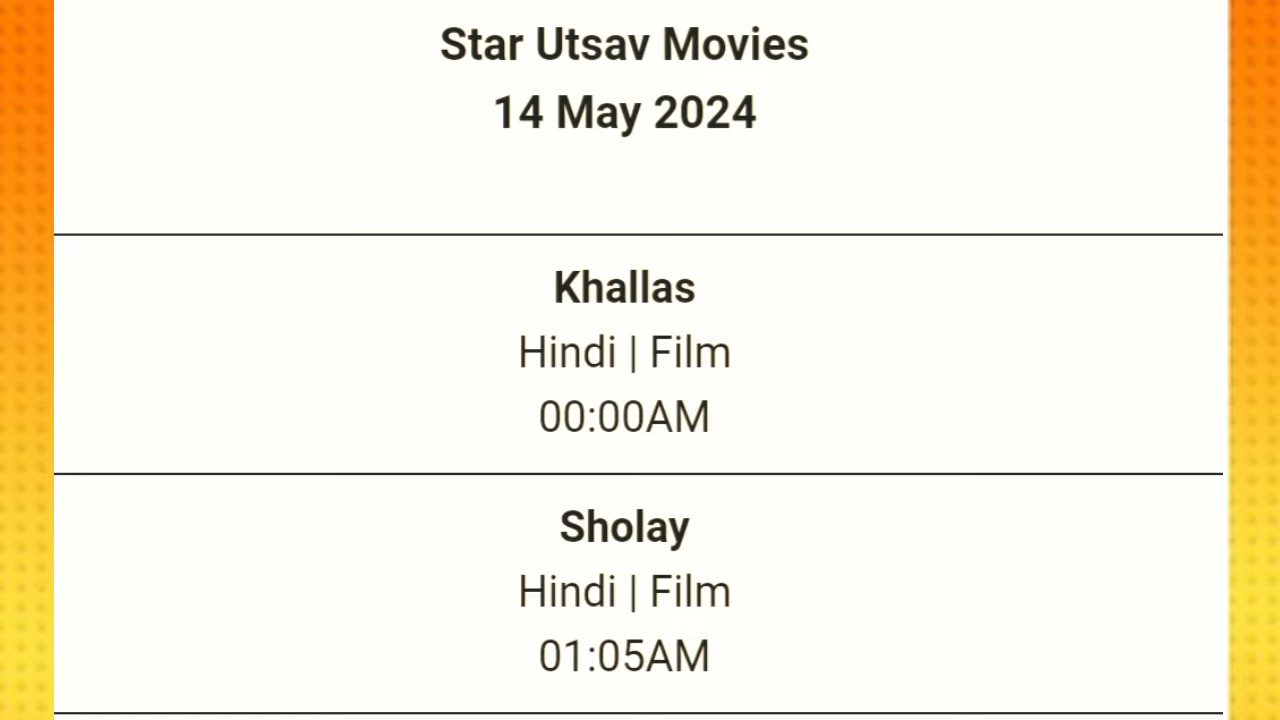 Star Utsav Movies
14 May 2024
Khallas
Hindi | Film
00:00AM
Sholay
Hindi | Film
01:05AM